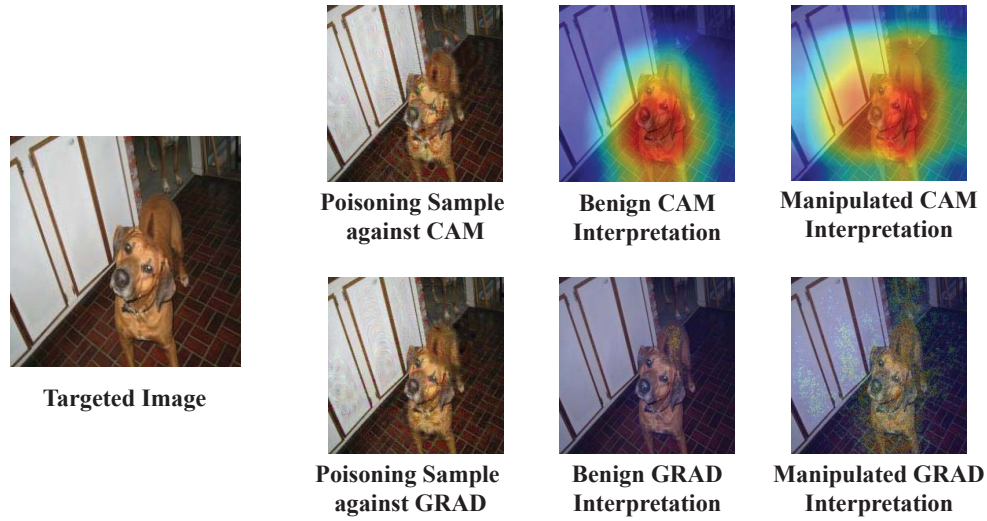 Targeted Image
Poisoning Sample
against CAM
Benign CAM
Interpretation
Manipulated CAM
Interpretation
Poisoning Sample
against GRAD
Benign GRAD
Interpretation
Manipulated GRAD
Interpretation